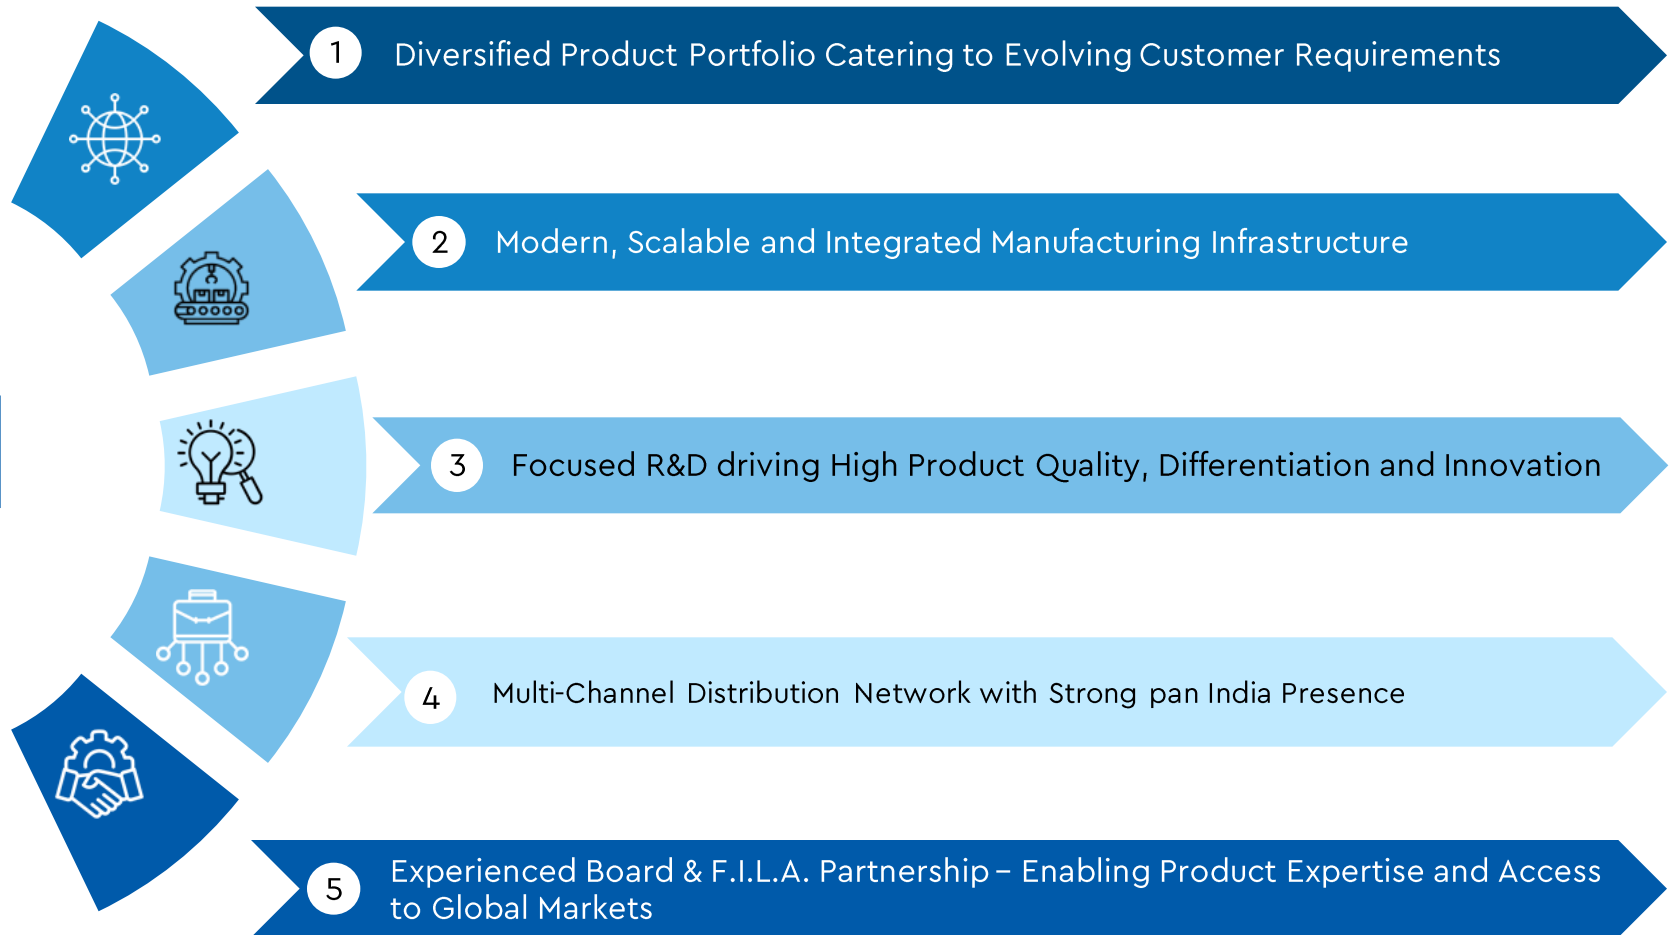 1 Diversified Product Portfolio Catering to Evolving Customer Requirements
2 Modern, Scalable and Integrated Manufacturing Infrastructure
3 Focused R&D driving High Product Quality, Differentiation and Innovation
4 Multi-Channel Distribution Network with Strong pan India Presence
5 Experienced Board & F.I.L.A. Partnership – Enabling Product Expertise and Access
to Global Markets